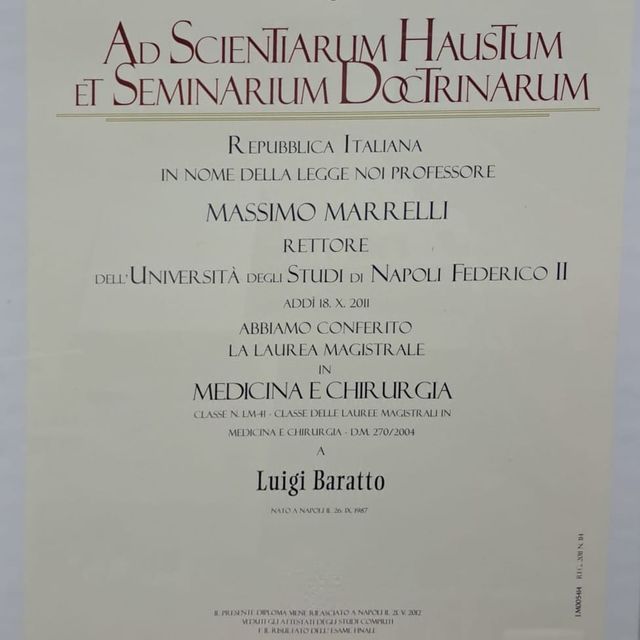 Ad Scientiarum Haustum
et Seminarium Doctrinarum
Repubblica Italiana
in nome della legge noi professore
MASSIMO MARRELLI
RETTORE
dell'Università degli Studi di Napoli Federico II
addì 18. X. 2011
abbiamo conferito
la laurea magistrale
in
MEDICINA E CHIRURGIA
classe n. LM-41 - classe delle lauree magistrali in
medicina e chirurgia - D.M. 270/2004
a
Luigi Baratto
nato a Napoli il 26. IX. 1987
il presente diploma viene rilasciato a Napoli il 21. V. 2012
veduti gli attestati degli studi compiuti
e il risultato dell'esame finale